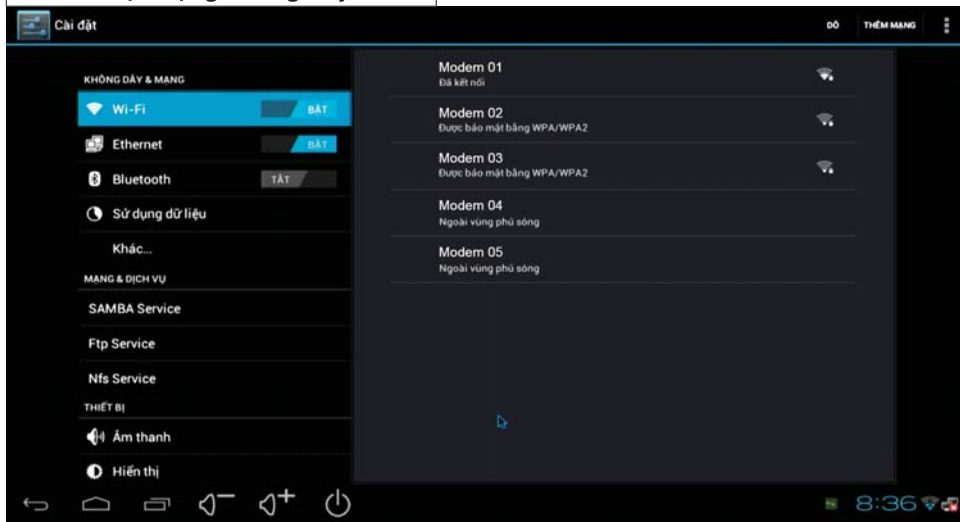 Cài đặt
DÒ
THÊM MẠNG
KHÔNG DÂY & MẠNG
Wi-Fi
BẬT
Ethernet
BẬT
Bluetooth
TẮT
Sử dụng dữ liệu
Khác...
MẠNG & DỊCH VỤ
SAMBA Service
Ftp Service
Nfs Service
THIẾT BỊ
Âm thanh
Hiển thị
Modem 01
Đã kết nối
Modem 02
Được bảo mật bằng WPA/WPA2
Modem 03
Được bảo mật bằng WPA/WPA2
Modem 04
Ngoài vùng phủ sóng
Modem 05
Ngoài vùng phủ sóng
8:36